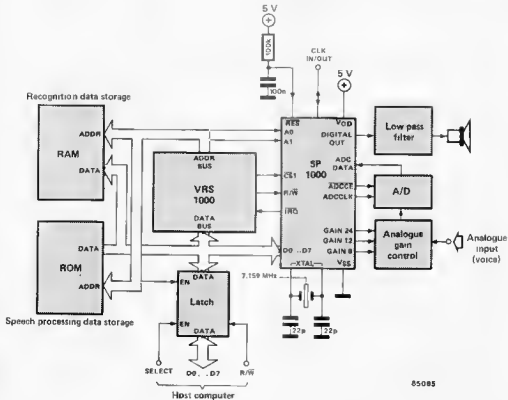 5 V
100k
100n
CLK
IN/OUT
5 V
Recognition data storage
RAM
ADDR
DATA
ROM
DATA
ADDR
Speech processing data storage
ADDR
BUS
VRS
1000
DATA
BUS
CS1
R/W
IRQ
RES
A0
A1
SP
1000
VDD
DIGITAL
OUT
ADC
DATA
ADCCE
ADCCLK
GAIN 24
GAIN 12
GAIN 6
D0 .. D7
XTAL
VSS
Low pass
filter
A/D
Analogue
gain
control
Analogue
input
(voice)
7,159 MHz
22p
22p
DATA
EN
Latch
EN
DATA
SELECT
D0 . . D7
R/W
Host computer
85085